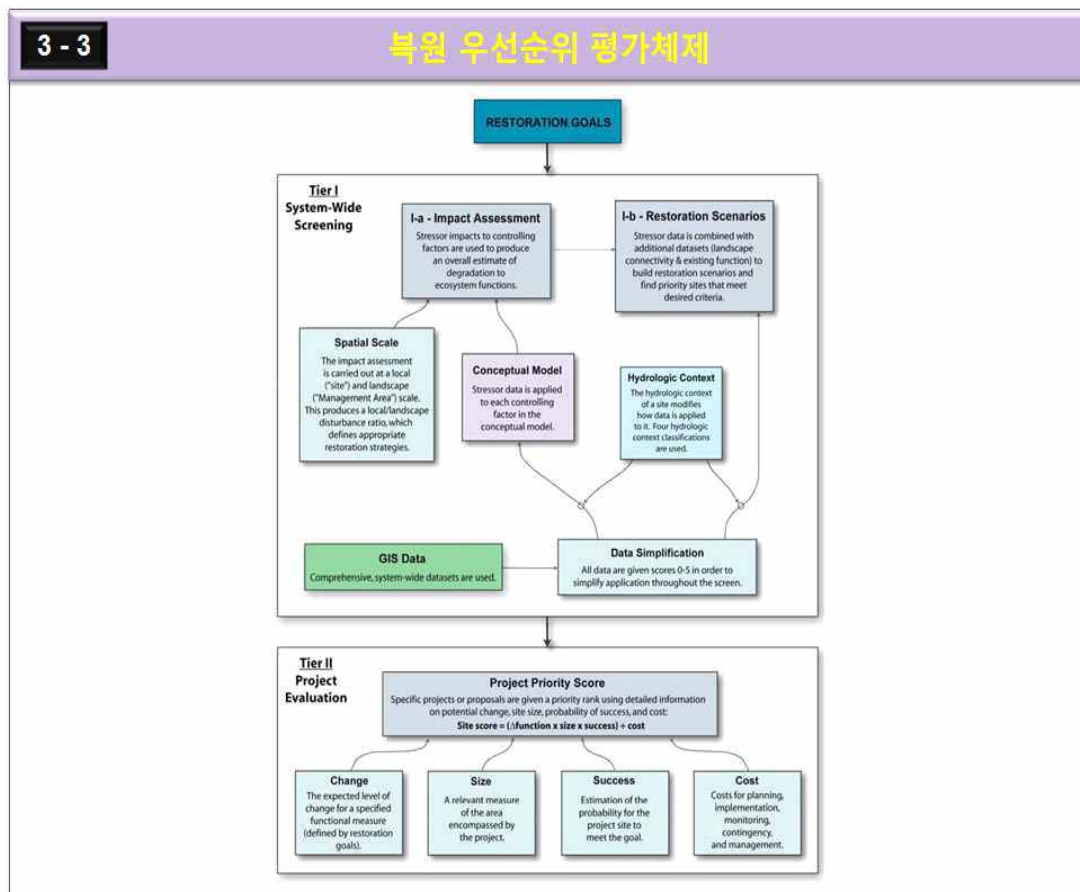 3 - 3
복원 우선순위 평가체제
RESTORATION GOALS
Tier I
System-Wide
Screening
I-a - Impact Assessment
Stressor impacts to controlling
factors are used to produce
an overall estimate of
degradation to
ecosystem functions.
I-b - Restoration Scenarios
Stressor data is combined with
additional datasets (landscape
connectivity & existing function) to
build restoration scenarios and
find priority sites that meet
desired criteria.
Spatial Scale
The impact assessment
is carried out at a local
("site") and landscape
("Management Area") scale.
This produces a local/landscape
disturbance ratio, which
defines appropriate
restoration strategies.
Conceptual Model
Stressor data is applied
to each controlling
factor in the
conceptual model.
Hydrologic Context
The hydrologic context
of a site modifies
how data is applied
to it. Four hydrologic
context classifications
are used.
GIS Data
Comprehensive, system-wide datasets are used.
Data Simplification
All data are given scores 0-5 in order to
simplify application throughout the screen.
Tier II
Project
Evaluation
Project Priority Score
Specific projects or proposals are given a priority rank using detailed information
on potential change, site size, probability of success, and cost:
Site score = (∆function x size x success) ÷ cost
Change
The expected level of
change for a specified
functional measure
(defined by restoration
goals).
Size
A relevant measure
of the area
encompassed by
the project.
Success
Estimation of the
probability for the
project site to
meet the goal.
Cost
Costs for planning,
implementation,
monitoring,
contingency,
and management.